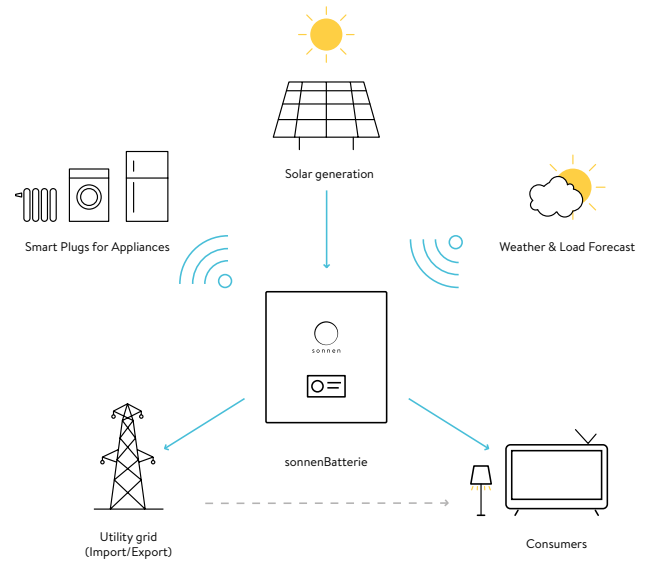 Solar generation
Smart Plugs for Appliances
Weather & Load Forecast
sonnen
sonnenBatterie
Utility grid
(Import/Export)
Consumers